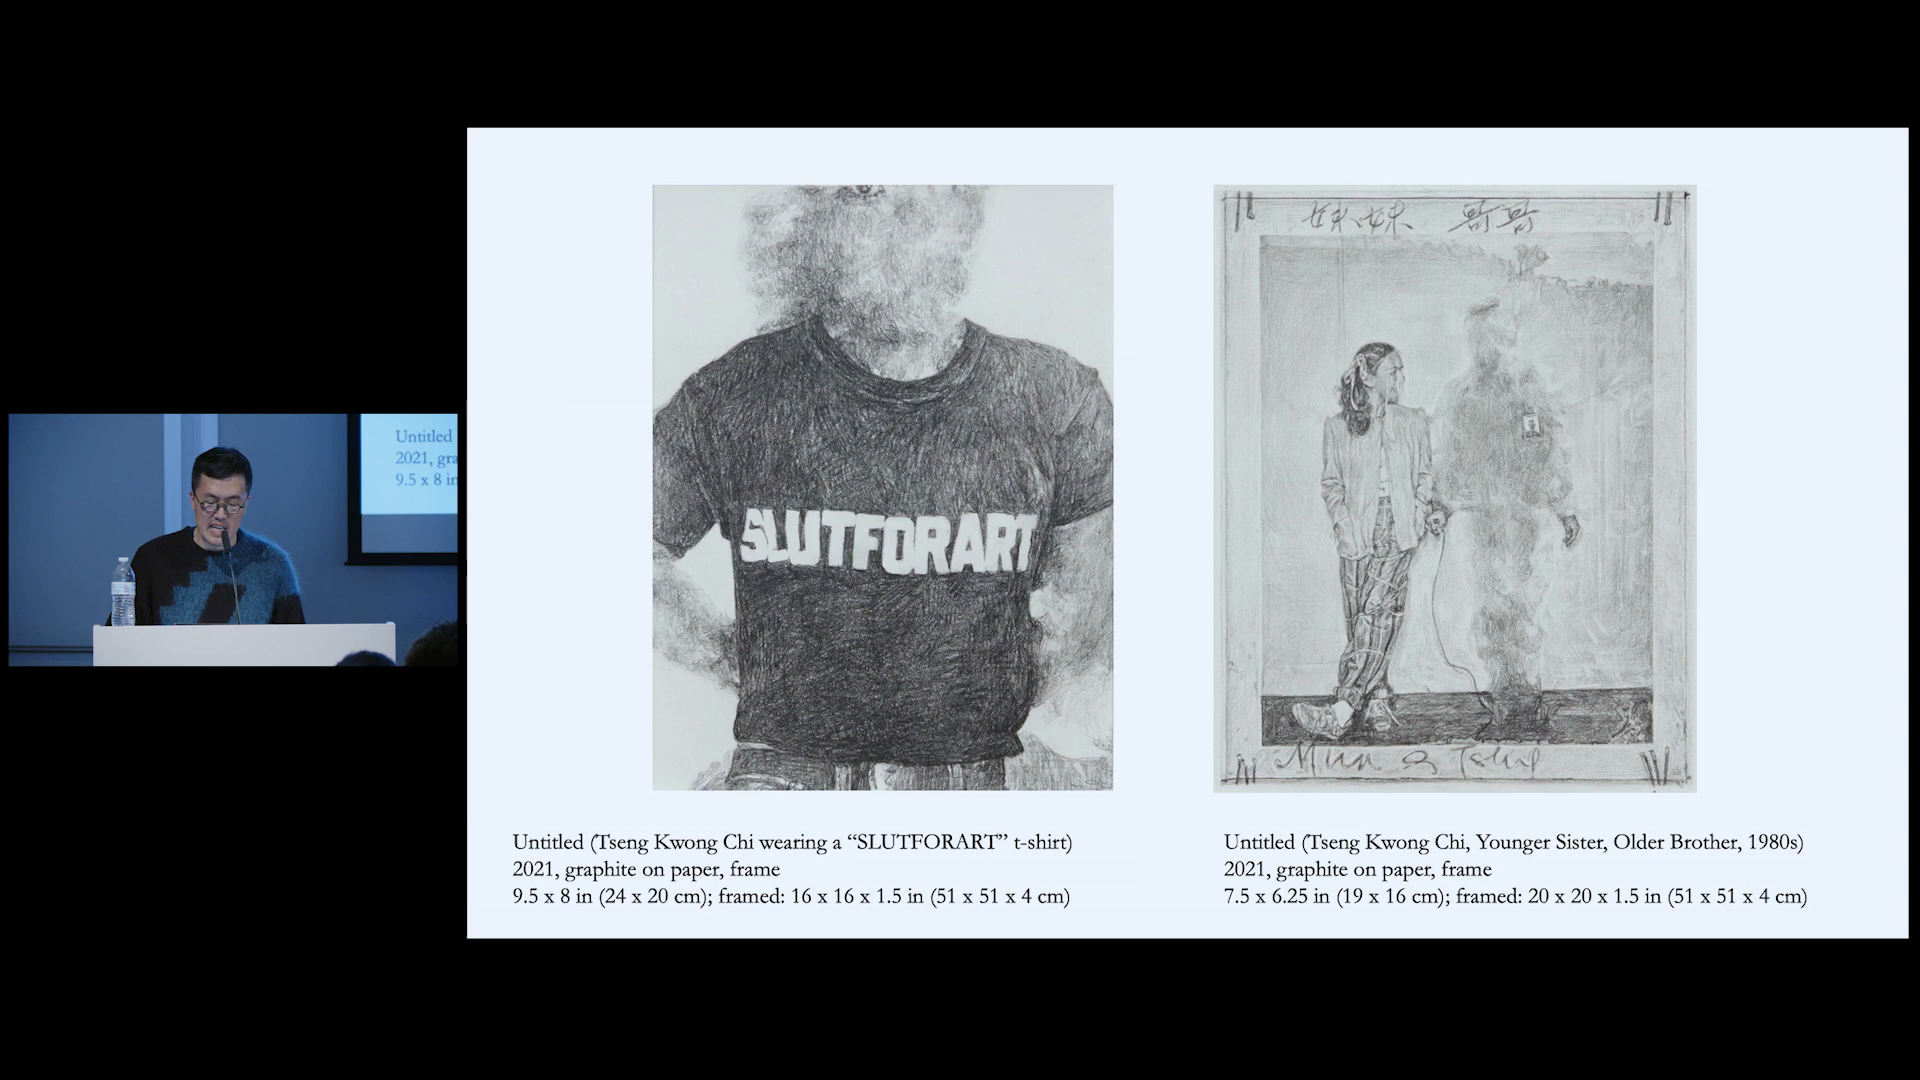 Untitled
2021, gra
9.5 x 8 in
SLUTFORART
妹妹 哥哥
Untitled (Tseng Kwong Chi wearing a “SLUTFORART” t-shirt)
2021, graphite on paper, frame
9.5 x 8 in (24 x 20 cm); framed: 16 x 16 x 1.5 in (51 x 51 x 4 cm)
Untitled (Tseng Kwong Chi, Younger Sister, Older Brother, 1980s)
2021, graphite on paper, frame
7.5 x 6.25 in (19 x 16 cm); framed: 20 x 20 x 1.5 in (51 x 51 x 4 cm)